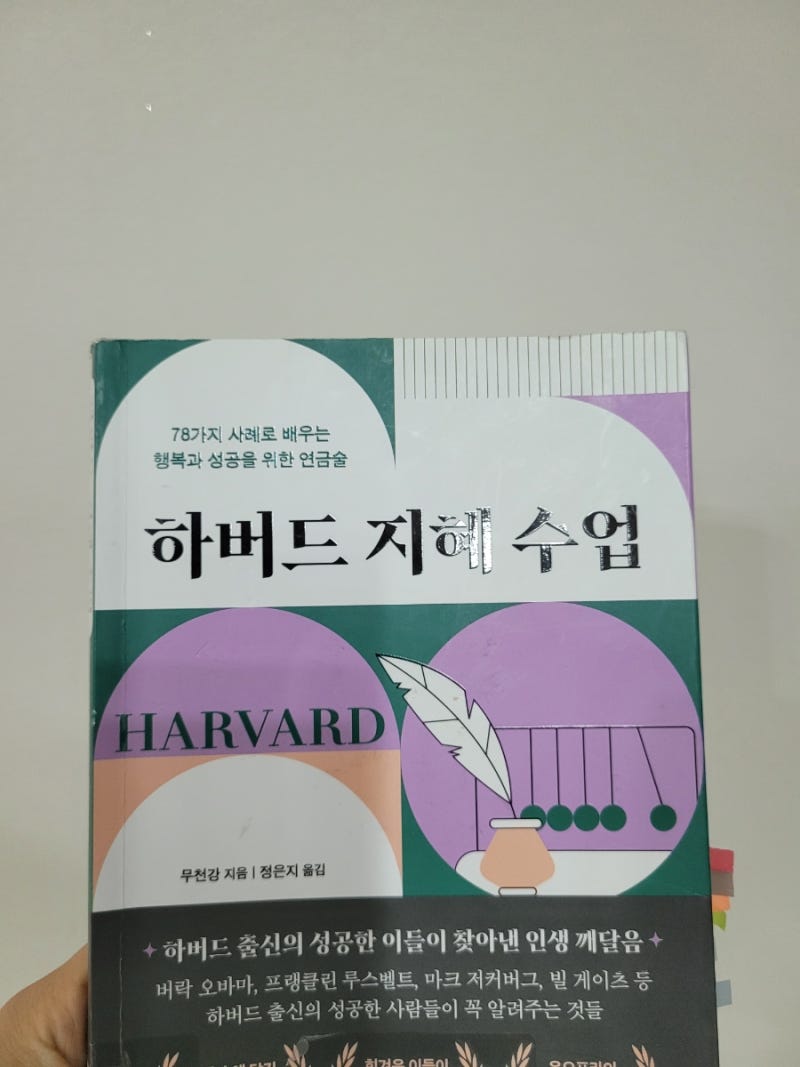 78가지 사례로 배우는
행복과 성공을 위한 연금술
하버드 지혜 수업
HARVARD
무천강 지음 | 정은지 옮김
하버드 출신의 성공한 이들이 찾아낸 인생 깨달음
버락 오바마, 프랭클린 루스벨트, 마크 저커버그, 빌 게이츠 등
하버드 출신의 성공한 사람들이 꼭 알려주는 것들